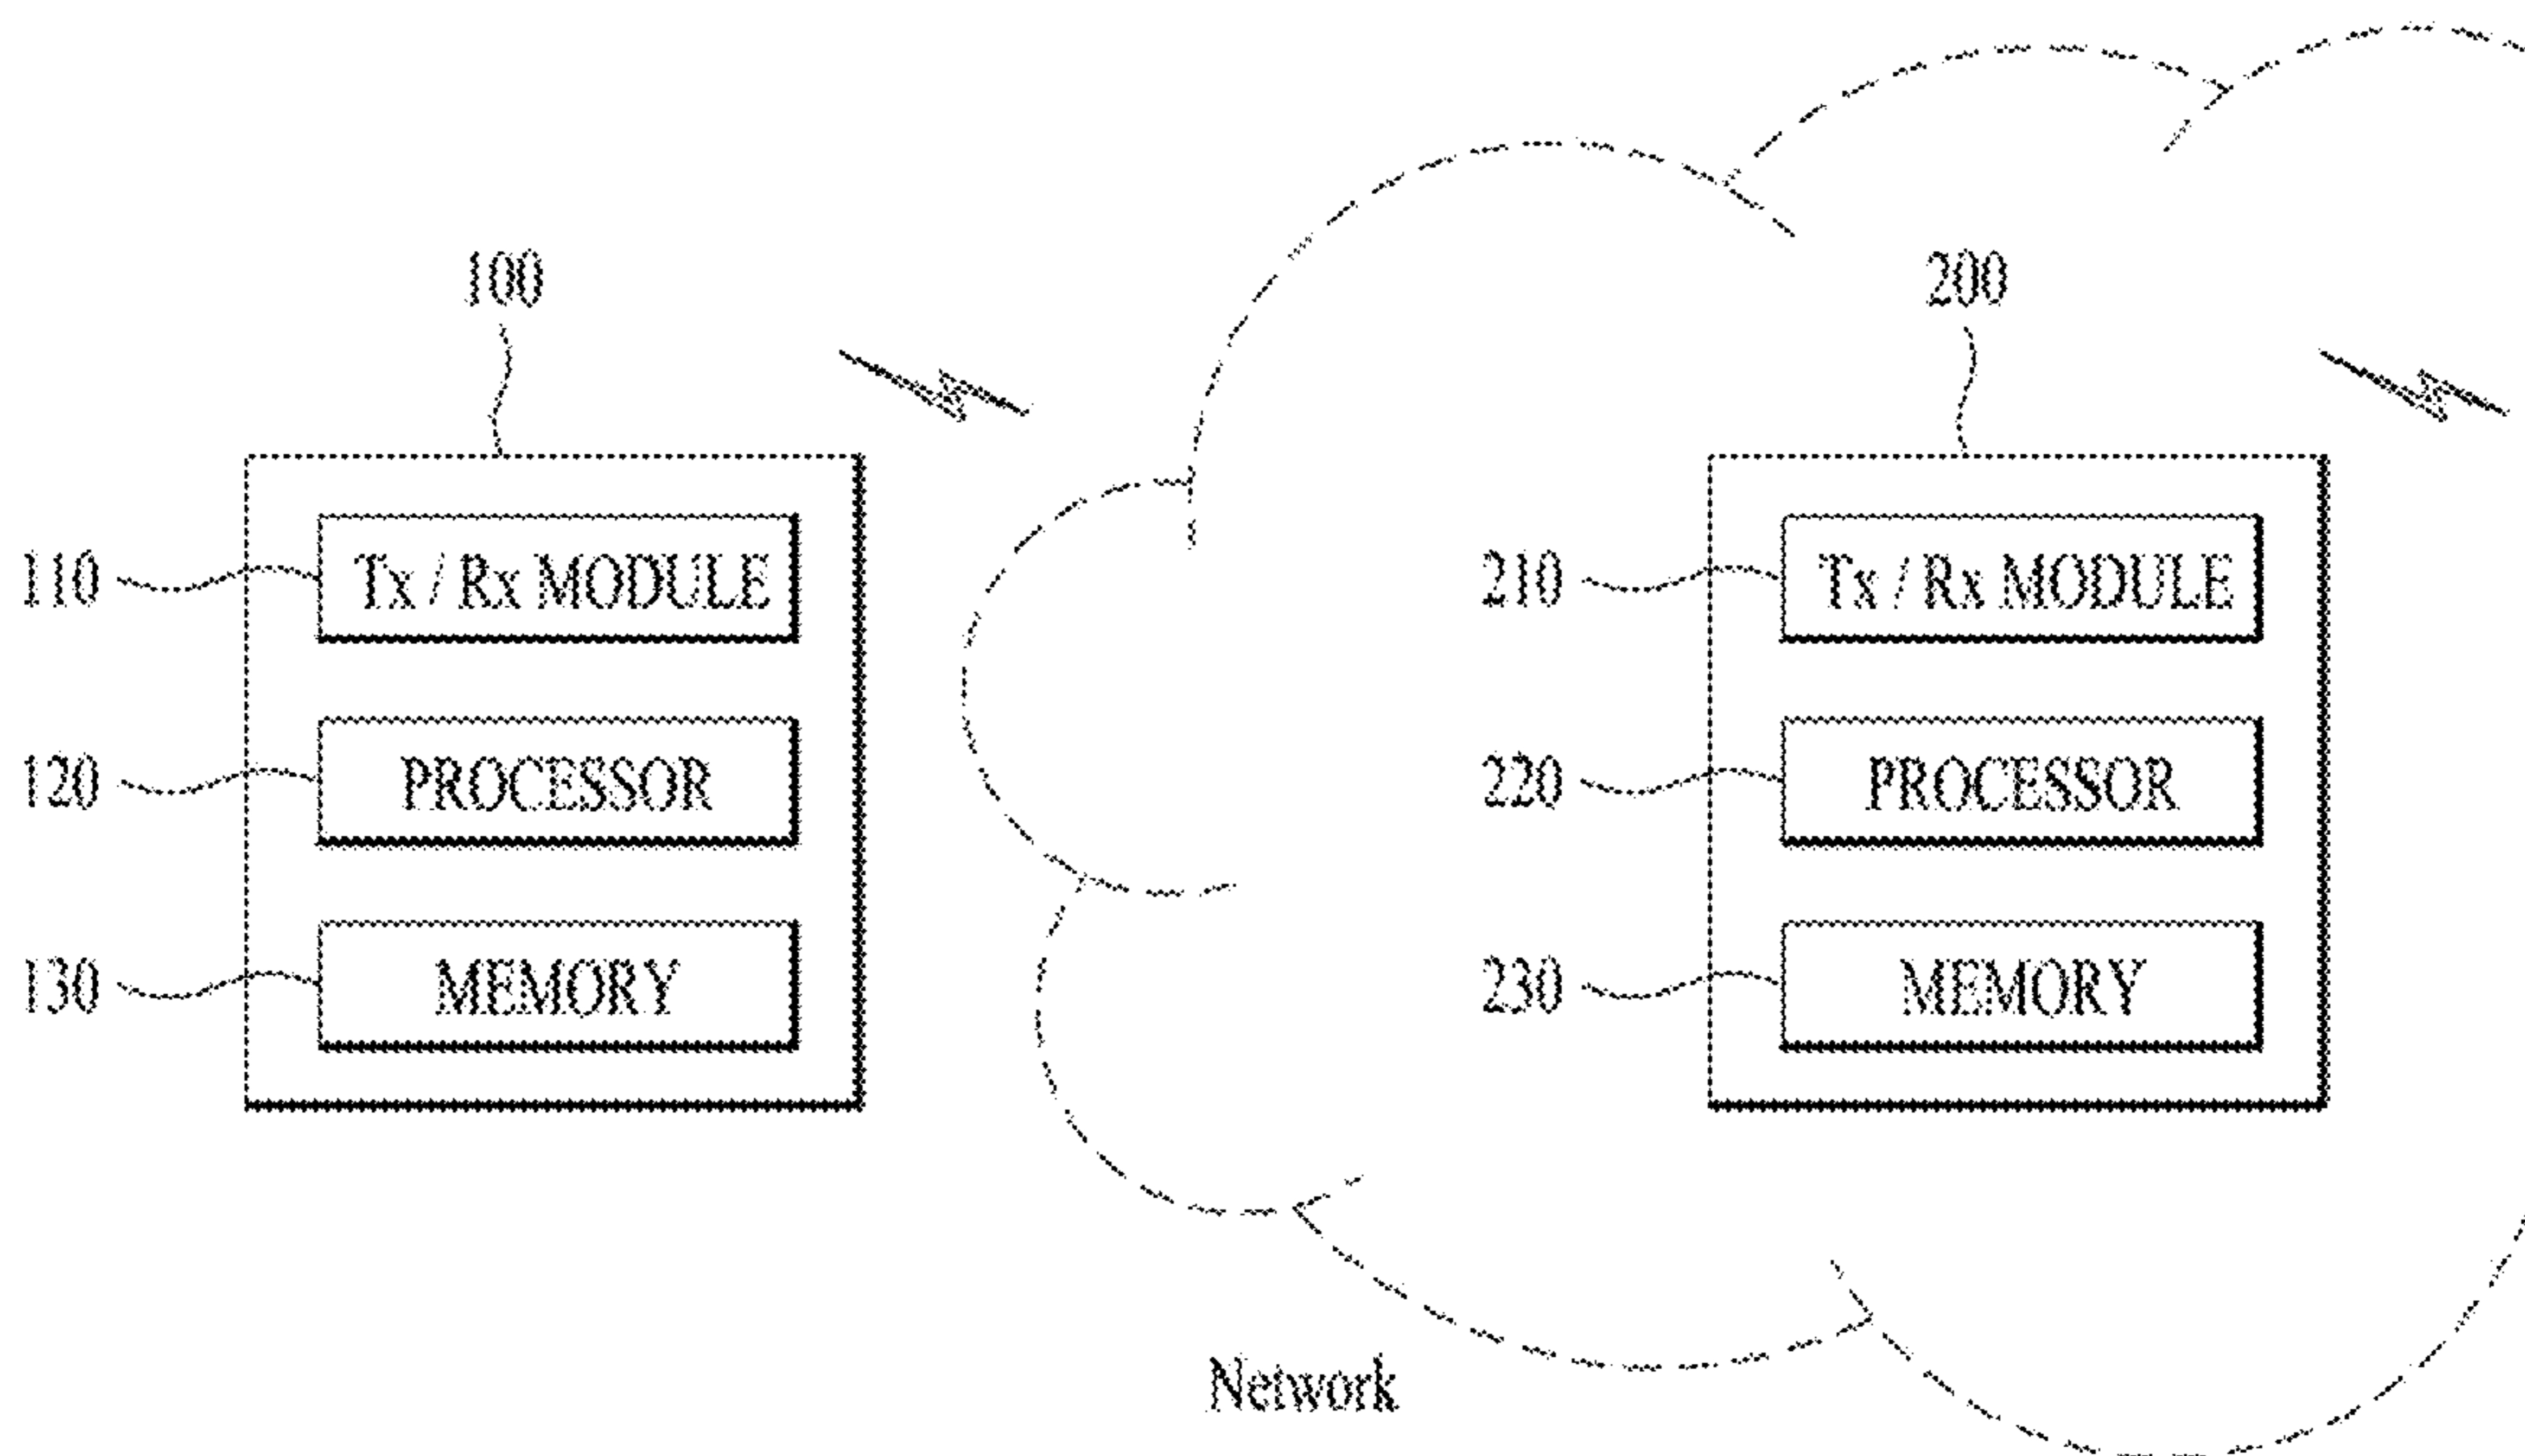 100
200
110
Tx / Rx MODULE
210
Tx / Rx MODULE
120
PROCESSOR
220
PROCESSOR
130
MEMORY
230
MEMORY
Network